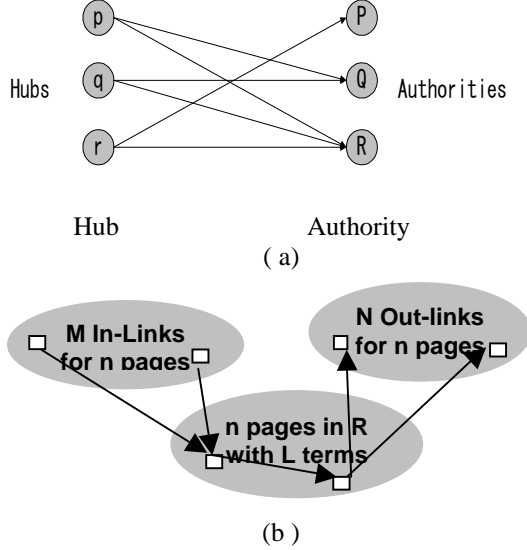 p P
Hubs q Q Authorities
r R
Hub Authority
( a)
M In-Links
for n pages
N Out-links
for n pages
n pages in R
with L terms
(b )